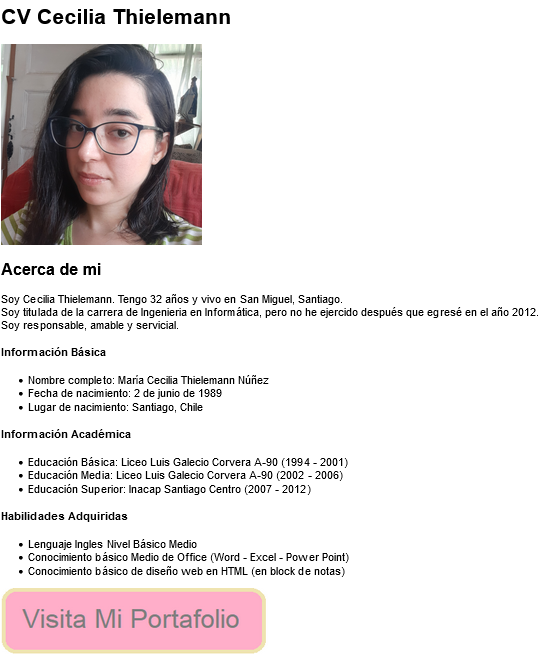 CV Cecilia Thielemann
Acerca de mi
Soy Cecilia Thielemann. Tengo 32 años y vivo en San Miguel, Santiago.
Soy titulada de la carrera de Ingenieria en Informática, pero no he ejercido después que egresé en el año 2012.
Soy responsable, amable y servicial.
Información Básica
• Nombre completo: María Cecilia Thielemann Núñez
• Fecha de nacimiento: 2 de junio de 1989
• Lugar de nacimiento: Santiago, Chile
Información Académica
• Educación Básica: Liceo Luis Galecio Corvera A-90 (1994 - 2001)
• Educación Media: Liceo Luis Galecio Corvera A-90 (2002 - 2006)
• Educación Superior: Inacap Santiago Centro (2007 - 2012)
Habilidades Adquiridas
• Lenguaje Ingles Nivel Básico Medio
• Conocimiento básico Medio de Office (Word - Excel - Power Point)
• Conocimiento básico de diseño web en HTML (en block de notas)
Visita Mi Portafolio